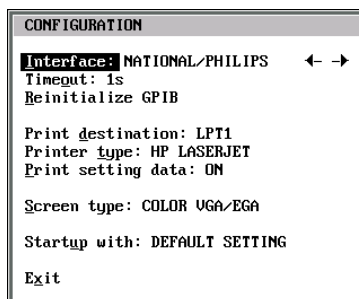 CONFIGURATION
Interface: NATIONAL/PHILIPS
Timeout: 1s
Reinitialize GPIB
Print destination: LPT1
Printer type: HP LASERJET
Print setting data: ON
Screen type: COLOR VGA/EGA
Startup with: DEFAULT SETTING
Exit